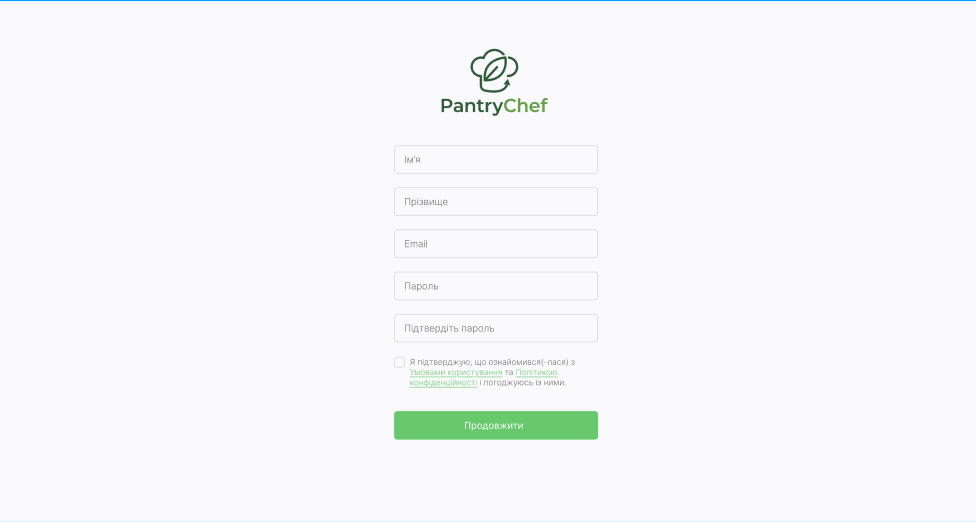 PantryChef
Ім'я
Прізвище
Email
Пароль
Підтвердіть пароль
Я підтверджую, що ознайомився(-лася) з
Умовами користування та Політикою
конфіденційності і погоджуюсь із ними.
Продовжити